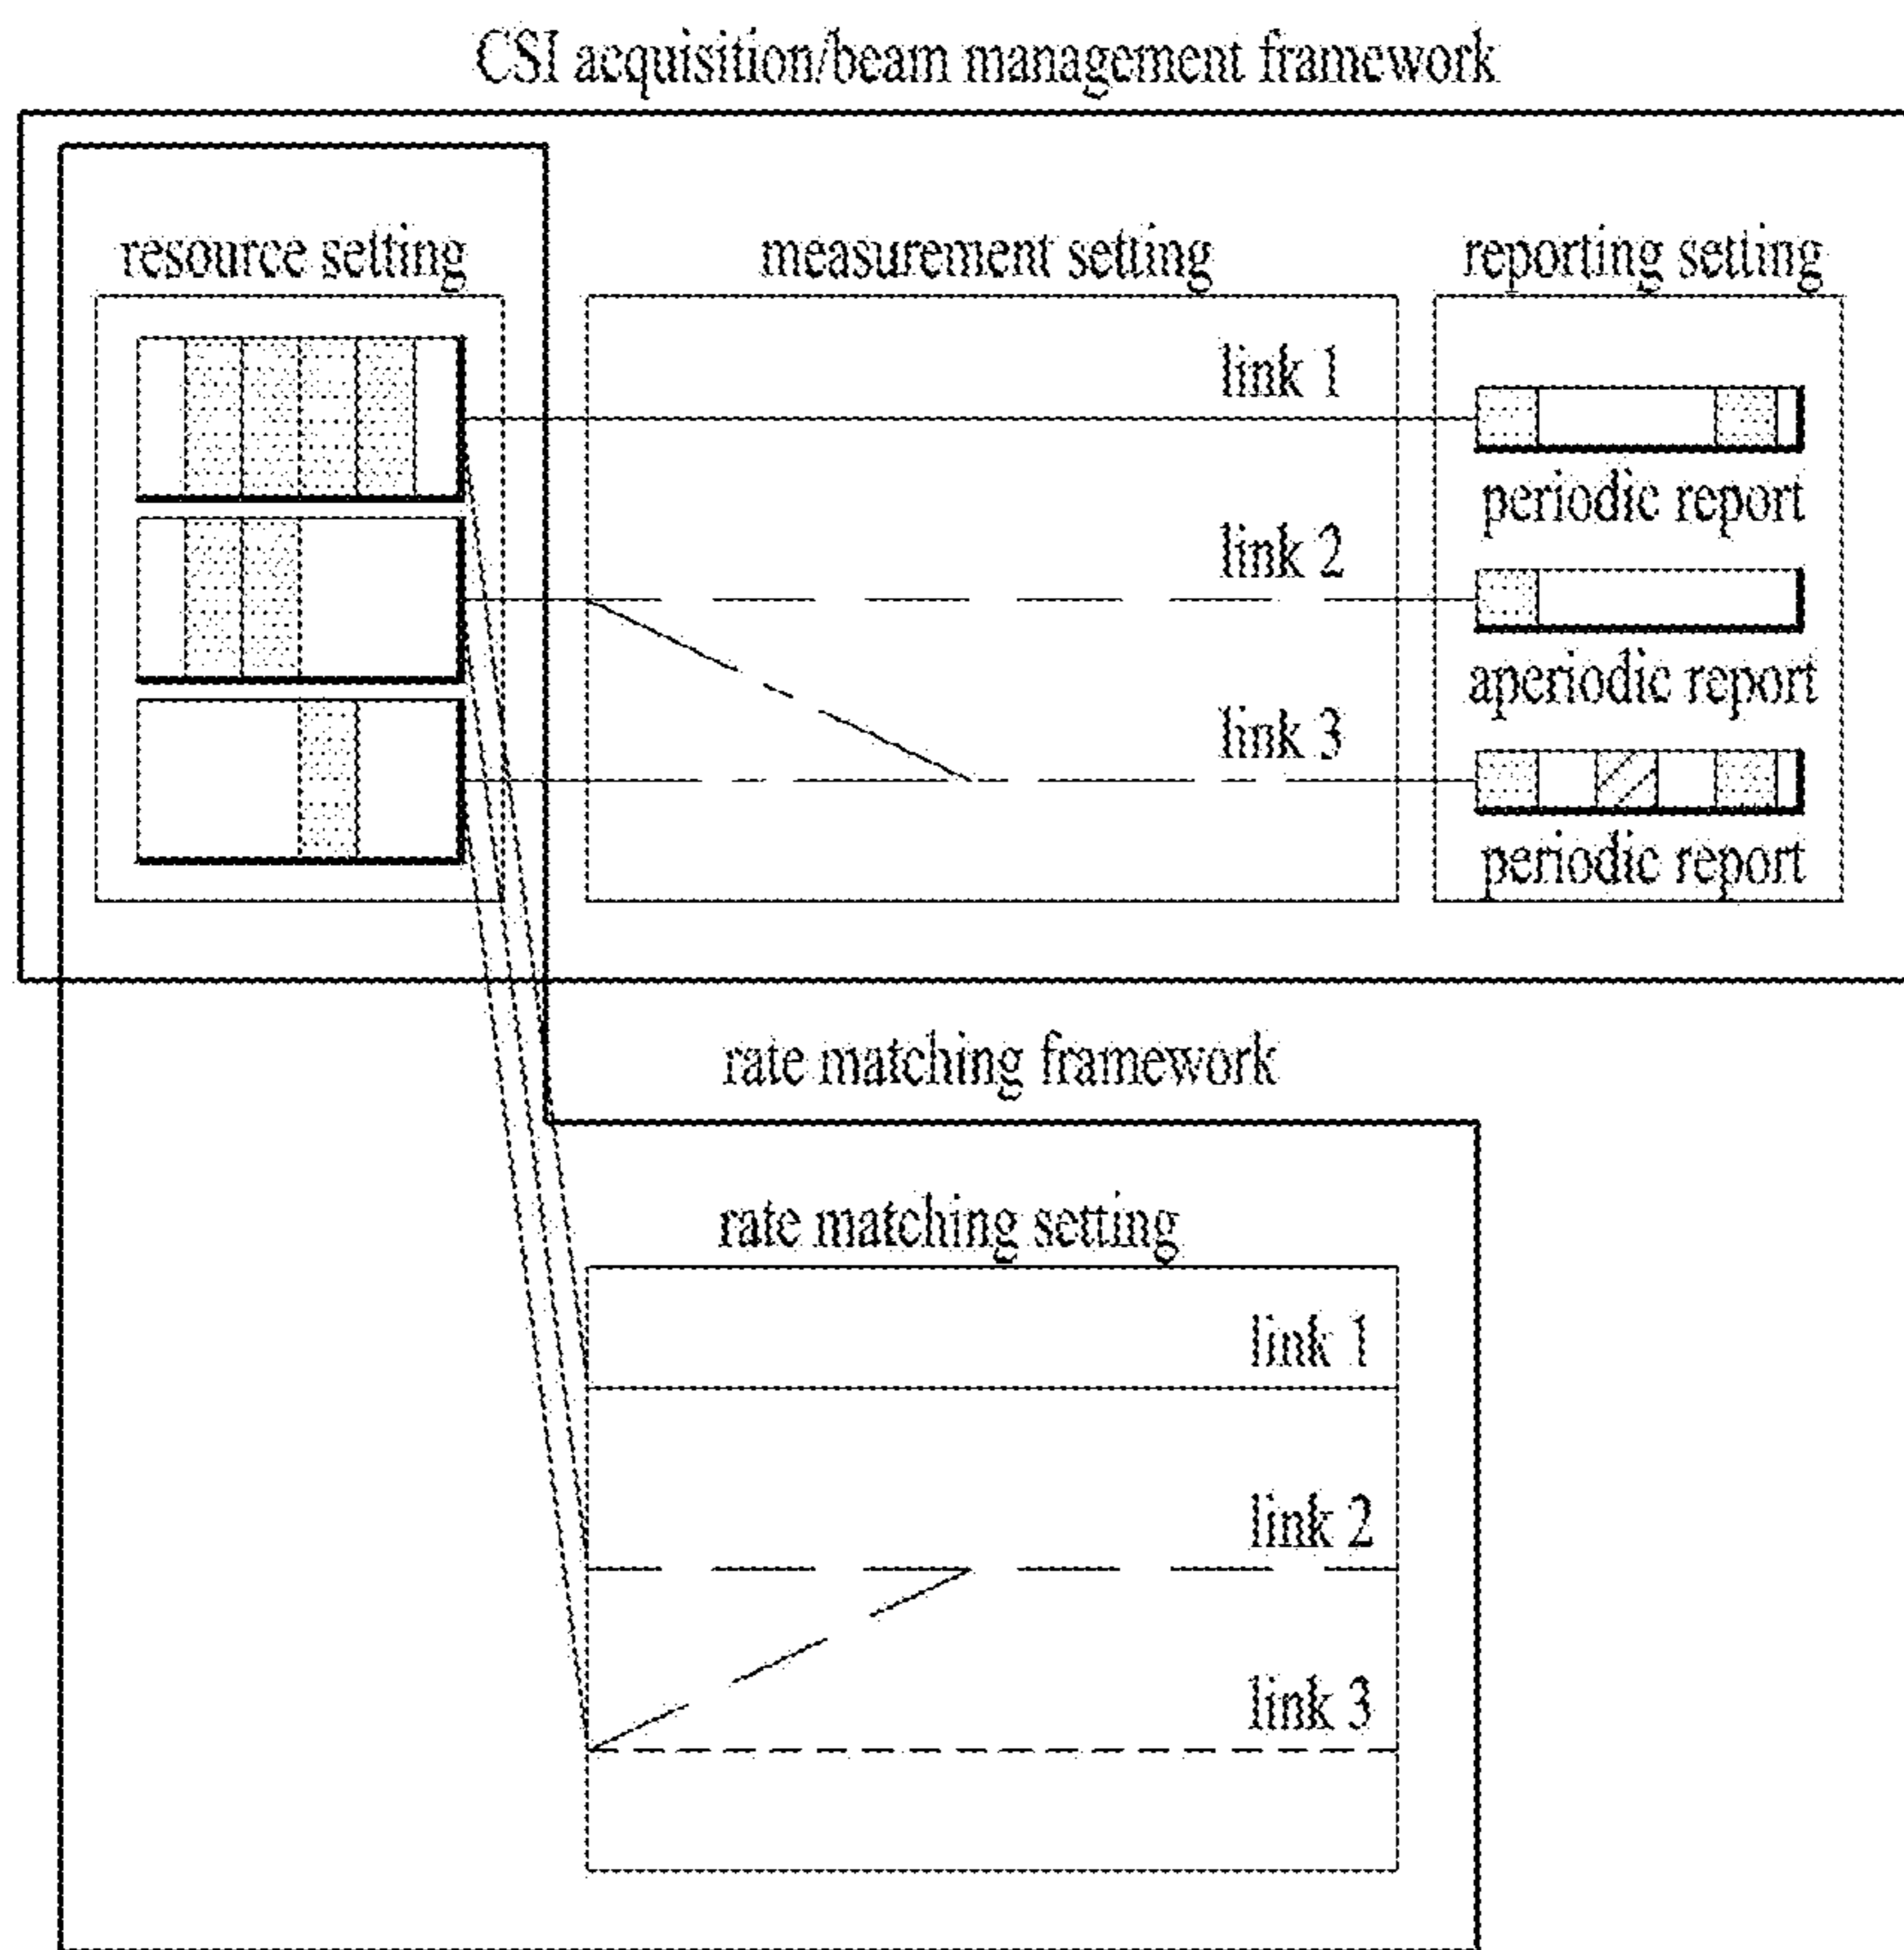 CSI acquisition/beam management framework
resource setting
measurement setting
reporting setting
link 1
periodic report
link 2
aperiodic report
link 3
periodic report
rate matching framework
rate matching setting
link 1
link 2
link 3